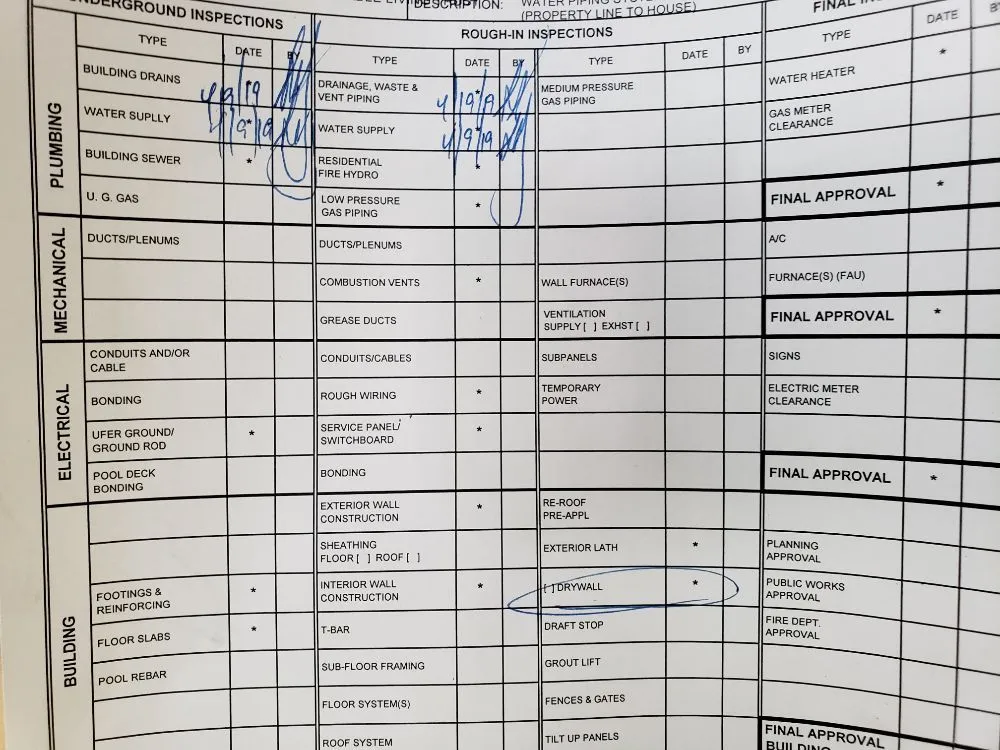 DESCRIPTION:
(PROPERTY LINE TO HOUSE)
UNDERGROUND INSPECTIONS
ROUGH-IN INSPECTIONS
TYPE DATE BY TYPE DATE BY TYPE DATE BY TYPE DATE
PLUMBING
BUILDING DRAINS 4/9/19 DRAINAGE, WASTE & VENT PIPING 4/9/19 * MEDIUM PRESSURE GAS PIPING WATER HEATER *
WATER SUPLLY 4/9/19 * WATER SUPPLY 4/9/19 * GAS METER CLEARANCE
BUILDING SEWER * RESIDENTIAL FIRE HYDRO *
U. G. GAS LOW PRESSURE GAS PIPING * FINAL APPROVAL *
MECHANICAL
DUCTS/PLENUMS DUCTS/PLENUMS A/C
COMBUSTION VENTS * WALL FURNACE(S) FURNACE(S) (FAU)
GREASE DUCTS VENTILATION SUPPLY [ ] EXHST [ ] FINAL APPROVAL *
ELECTRICAL
CONDUITS AND/OR CABLE CONDUITS/CABLES SUBPANELS SIGNS
BONDING ROUGH WIRING * TEMPORARY POWER ELECTRIC METER CLEARANCE
UFER GROUND/ GROUND ROD * SERVICE PANEL/ SWITCHBOARD *
POOL DECK BONDING BONDING FINAL APPROVAL *
BUILDING
EXTERIOR WALL CONSTRUCTION * RE-ROOF PRE-APPL
SHEATHING FLOOR [ ] ROOF [ ] EXTERIOR LATH * PLANNING APPROVAL
FOOTINGS & REINFORCING * INTERIOR WALL CONSTRUCTION * [ ] DRYWALL * PUBLIC WORKS APPROVAL
FLOOR SLABS * T-BAR DRAFT STOP FIRE DEPT. APPROVAL
POOL REBAR SUB-FLOOR FRAMING GROUT LIFT
FLOOR SYSTEM(S) FENCES & GATES
ROOF SYSTEM TILT UP PANELS FINAL APPROVAL